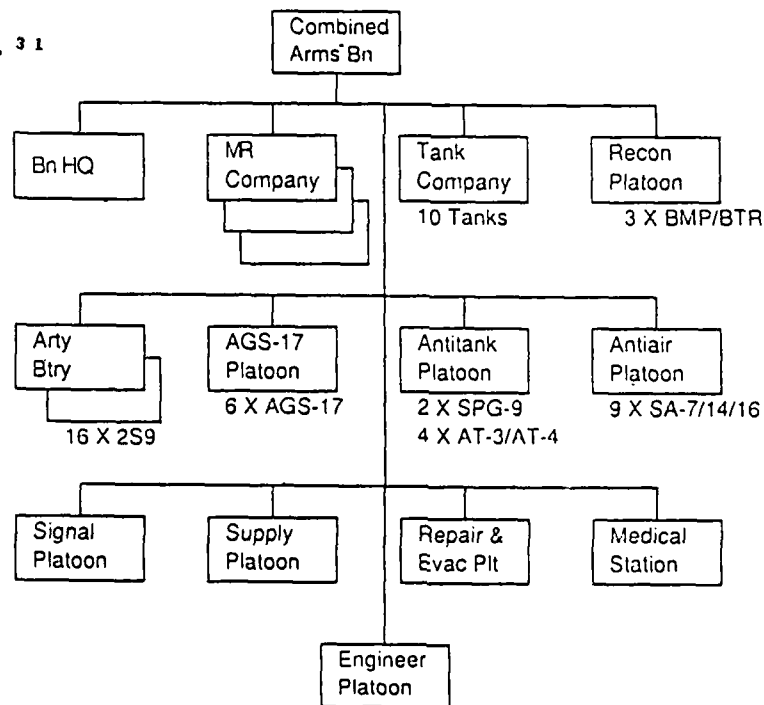 31
Combined
Arms Bn
Bn HQ
MR
Company
Tank
Company
10 Tanks
Recon
Platoon
3 X BMP/BTR
Arty
Btry
16 X 2S9
AGS-17
Platoon
6 X AGS-17
Antitank
Platoon
2 X SPG-9
4 X AT-3/AT-4
Antiair
Platoon
9 X SA-7/14/16
Signal
Platoon
Supply
Platoon
Repair &
Evac Plt
Medical
Station
Engineer
Platoon